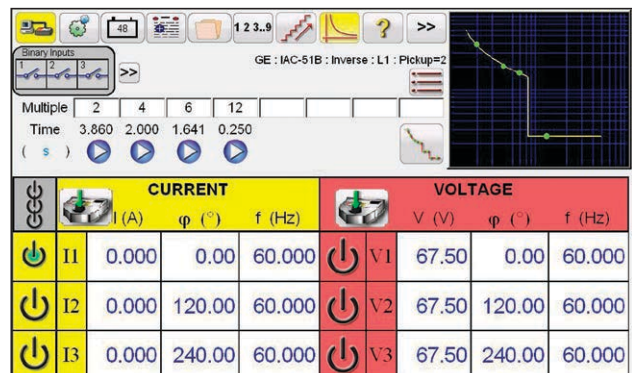 48 1 2 3..9 ? >>
Binary Inputs
1 2 3 >>
GE : IAC-51B : Inverse : L1 : Pickup=2
Multiple 2 4 6 12
Time 3.860 2.000 1.641 0.250
( s )
CURRENT VOLTAGE
I (A) φ (°) f (Hz) V (V) φ (°) f (Hz)
I1 0.000 0.00 60.000 V1 67.50 0.00 60.000
I2 0.000 120.00 60.000 V2 67.50 120.00 60.000
I3 0.000 240.00 60.000 V3 67.50 240.00 60.000